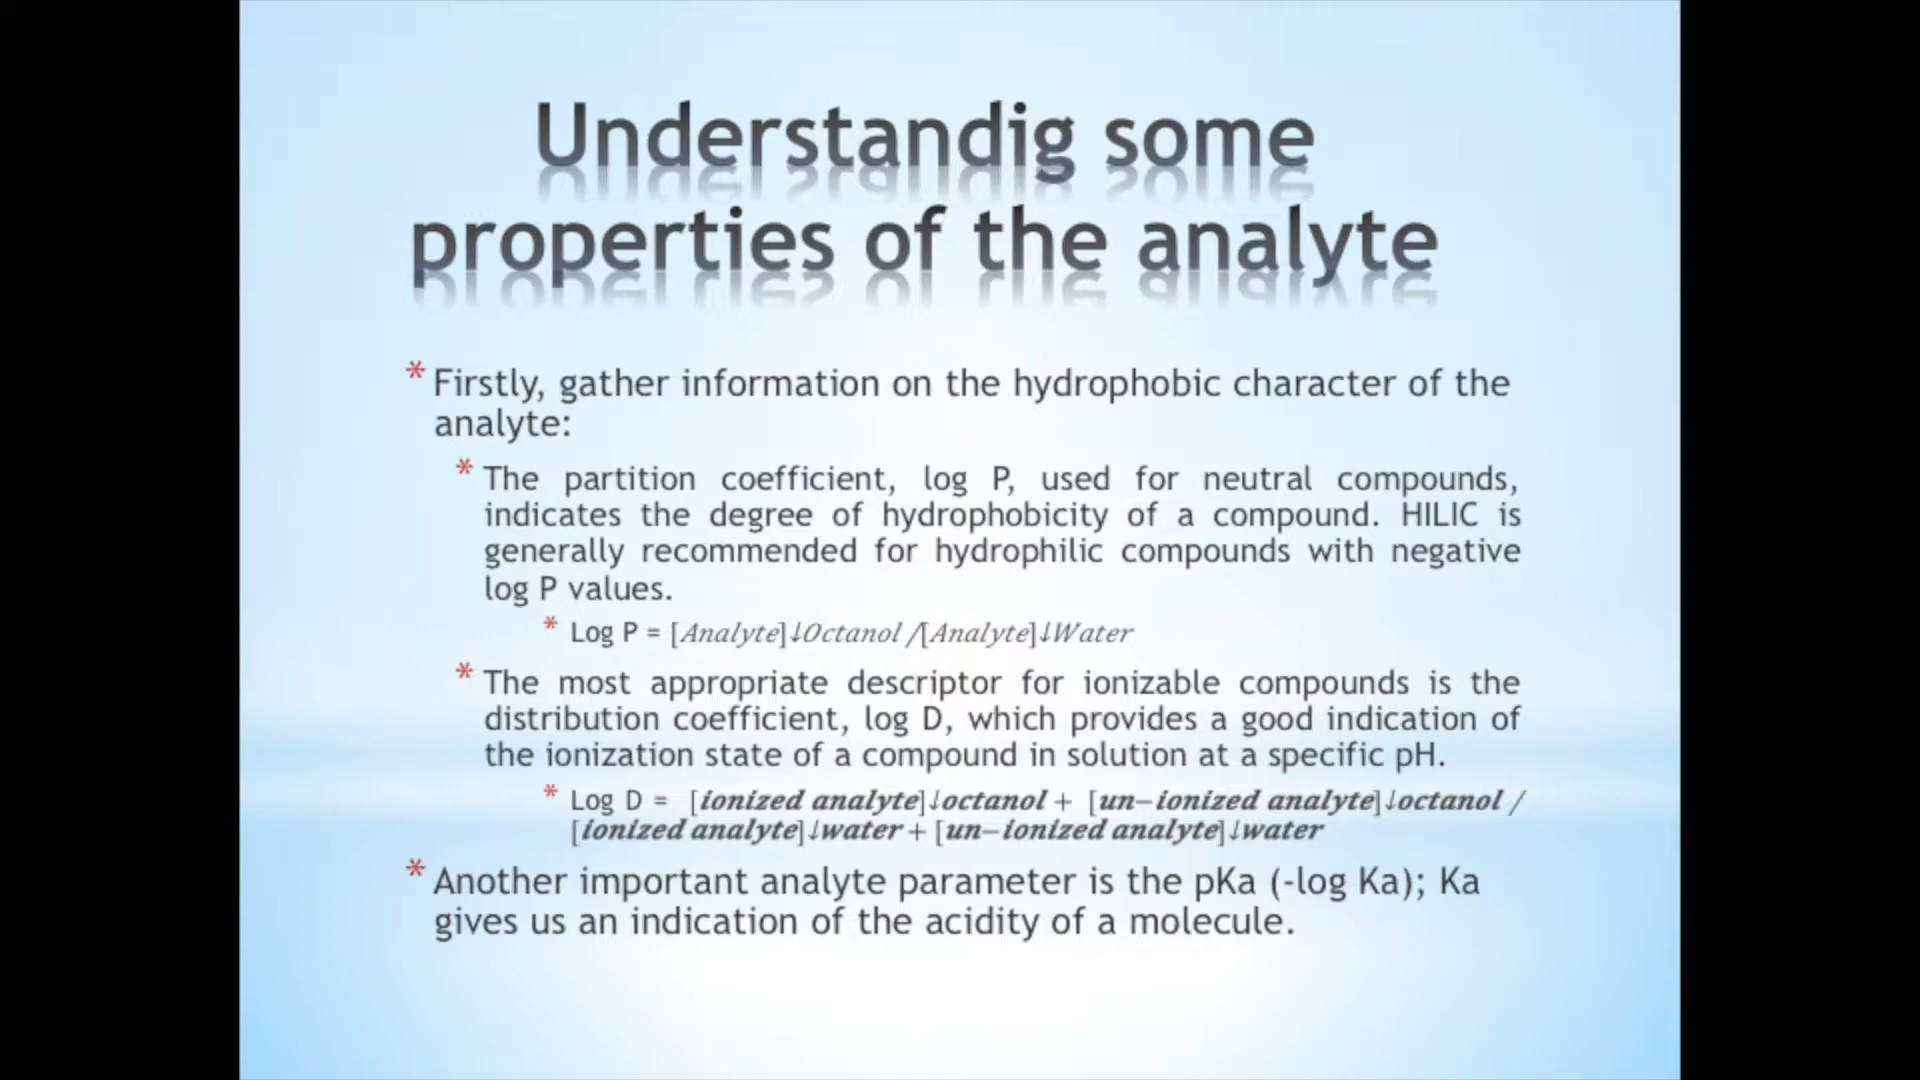 Understandig some
properties of the analyte
* Firstly, gather information on the hydrophobic character of the
analyte:
* The partition coefficient, log P, used for neutral compounds,
indicates the degree of hydrophobicity of a compound. HILIC is
generally recommended for hydrophilic compounds with negative
log P values.
* Log P = [Analyte]↓Octanol /[Analyte]↓Water
* The most appropriate descriptor for ionizable compounds is the
distribution coefficient, log D, which provides a good indication of
the ionization state of a compound in solution at a specific pH.
* Log D = [ionized analyte]↓octanol + [un−ionized analyte]↓octanol /
[ionized analyte]↓water + [un−ionized analyte]↓water
* Another important analyte parameter is the pKa (-log Ka); Ka
gives us an indication of the acidity of a molecule.